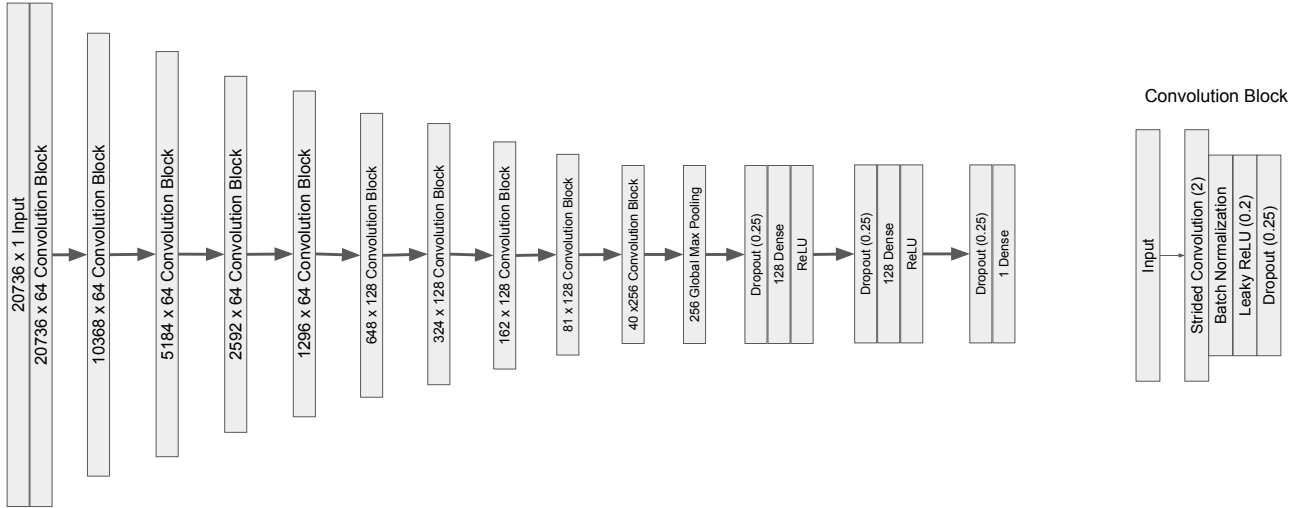 20736 x 1 Input
20736 x 64 Convolution Block
10368 x 64 Convolution Block
5184 x 64 Convolution Block
2592 x 64 Convolution Block
1296 x 64 Convolution Block
648 x 128 Convolution Block
324 x 128 Convolution Block
162 x 128 Convolution Block
81 x 128 Convolution Block
40 x256 Convolution Block
256 Global Max Pooling
Dropout (0.25)
128 Dense
ReLU
Dropout (0.25)
128 Dense
ReLU
Dropout (0.25)
1 Dense
Convolution Block
Input
Strided Convolution (2)
Batch Normalization
Leaky ReLU (0.2)
Dropout (0.25)